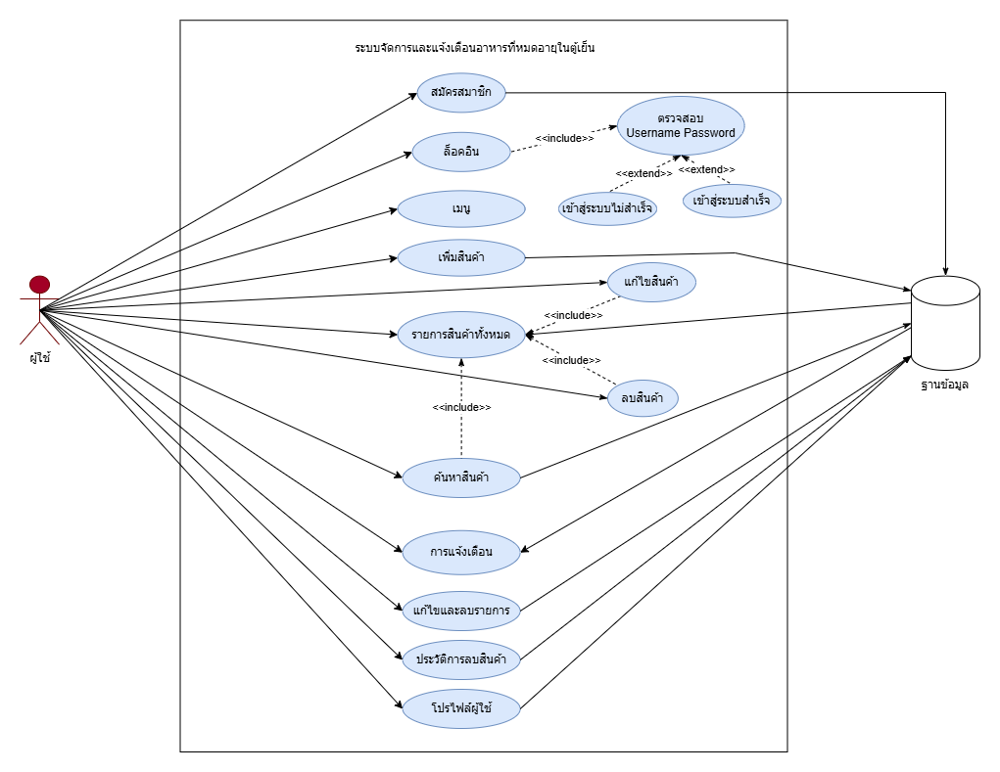 ระบบจัดการและแจ้งเตือนอาหารที่หมดอายุในตู้เย็น
สมัครสมาชิก
ตรวจสอบ
Username Password
ล็อคอิน
<<include>>
<<extend>>
<<extend>>
เมนู
เข้าสู่ระบบไม่สำเร็จ
เข้าสู่ระบบสำเร็จ
เพิ่มสินค้า
แก้ไขสินค้า
<<include>>
รายการสินค้าทั้งหมด
<<include>>
ผู้ใช้
ฐานข้อมูล
ลบสินค้า
<<include>>
ค้นหาสินค้า
การแจ้งเตือน
แก้ไขและลบรายการ
ประวัติการลบสินค้า
โปรไฟล์ผู้ใช้